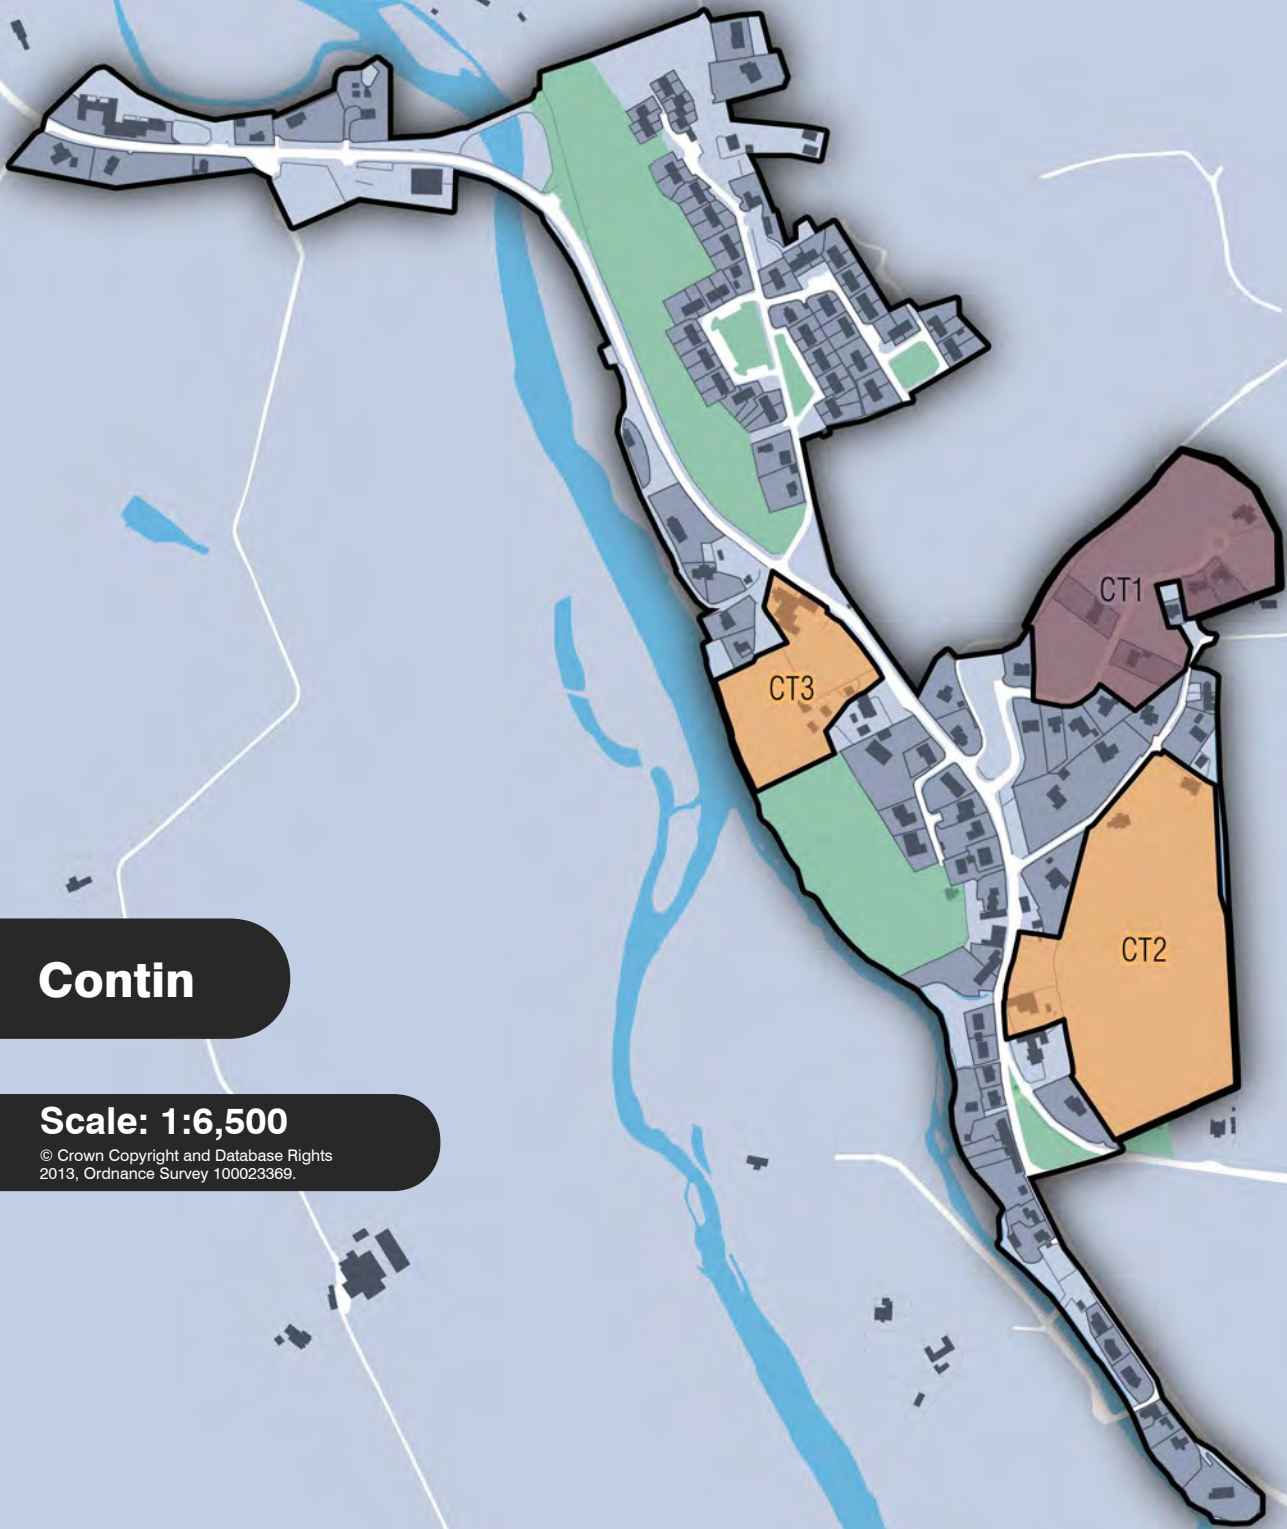 CT1
CT3
CT2
Contin
Scale: 1:6,500
© Crown Copyright and Database Rights
2013, Ordnance Survey 100023369.